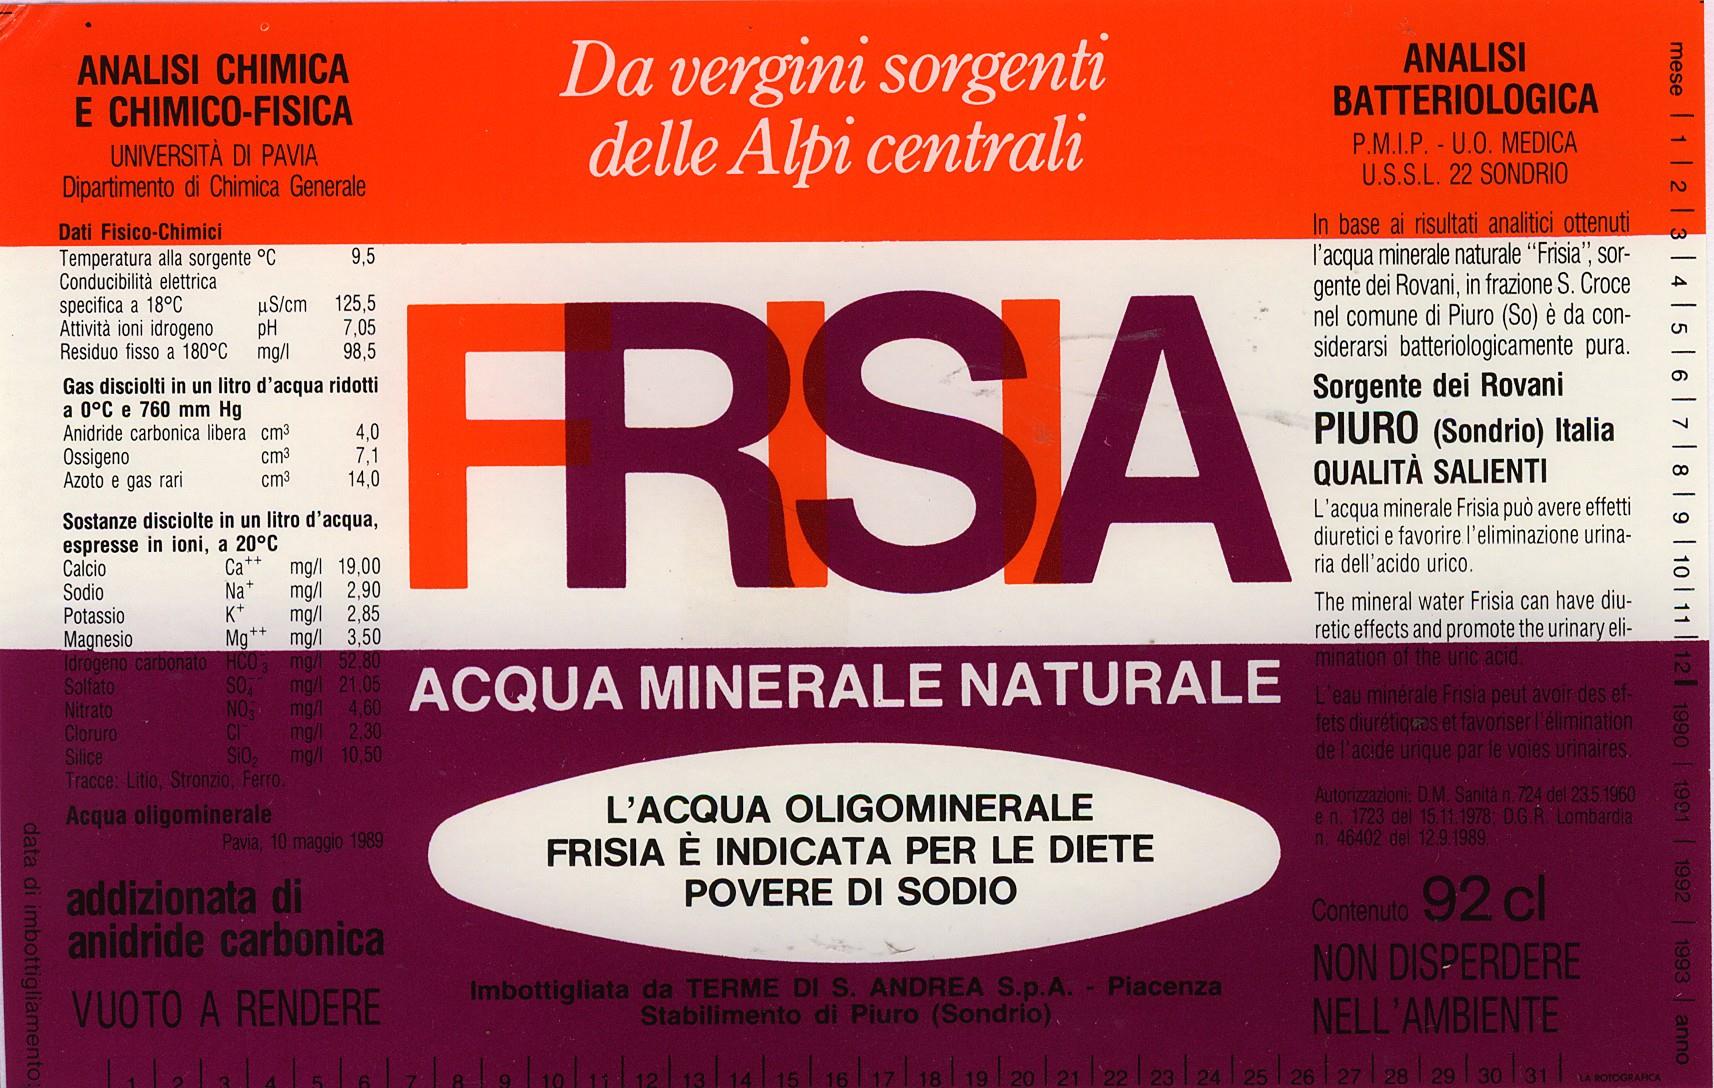 ANALISI CHIMICA
E CHIMICO-FISICA
UNIVERSITÀ DI PAVIA
Dipartimento di Chimica Generale
Dati Fisico-Chimici
Temperatura alla sorgente °C 9,5
Conducibilità elettrica
specifica a 18°C µS/cm 125,5
Attività ioni idrogeno pH 7,05
Residuo fisso a 180°C mg/l 98,5
Gas disciolti in un litro d'acqua ridotti
a 0°C e 760 mm Hg
Anidride carbonica libera cm³ 4,0
Ossigeno cm³ 7,1
Azoto e gas rari cm³ 14,0
Sostanze disciolte in un litro d'acqua,
espresse in ioni, a 20°C
Calcio Ca++ mg/l 19,00
Sodio Na+ mg/l 2,90
Potassio K+ mg/l 2,85
Magnesio Mg++ mg/l 3,50
Idrogeno carbonato HCO3- mg/l 52,80
Solfato SO4-- mg/l 21,05
Nitrato NO3- mg/l 4,60
Cloruro Cl- mg/l 2,30
Silice SiO2 mg/l 10,50
Tracce: Litio, Stronzio, Ferro.
Acqua oligominerale
Pavia, 10 maggio 1989
addizionata di
anidride carbonica
VUOTO A RENDERE
Da vergini sorgenti
delle Alpi centrali
FRISIA
ACQUA MINERALE NATURALE
L'ACQUA OLIGOMINERALE
FRISIA È INDICATA PER LE DIETE
POVERE DI SODIO
Imbottigliata da TERME DI S. ANDREA S.p.A. - Piacenza
Stabilimento di Piuro (Sondrio)
ANALISI
BATTERIOLOGICA
P.M.I.P. - U.O. MEDICA
U.S.S.L. 22 SONDRIO
In base ai risultati analitici ottenuti
l'acqua minerale naturale "Frisia", sor-
gente dei Rovani, in frazione S. Croce
nel comune di Piuro (So) è da con-
siderarsi batteriologicamente pura.
Sorgente dei Rovani
PIURO (Sondrio) Italia
QUALITÀ SALIENTI
L'acqua minerale Frisia può avere effetti
diuretici e favorire l'eliminazione urina-
ria dell'acido urico.
The mineral water Frisia can have diu-
retic effects and promote the urinary eli-
mination of the uric acid.
L'eau minérale Frisia peut avoir des ef-
fets diurétiques et favoriser l'élimination
de l'acide urique par le voies urinaires.
Autorizzazioni: D.M. Sanità n. 724 del 23.5.1960
e n. 1723 del 15.11.1978; D.G.R. Lombardia
n. 46402 del 12.9.1989.
Contenuto 92 cl
NON DISPERDERE
NELL'AMBIENTE
mese | 1 | 2 | 3 | 4 | 5 | 6 | 7 | 8 | 9 | 10 | 11 | 12 | 1990 | 1991 | 1992 | 1993 | anno
data di imbottigliamento:
1 2 3 4 5 6 7 8 9 10 11 12 13 14 15 16 17 18 19 20 21 22 23 24 25 26 27 28 29 30 31
LA ROTOGRAFICA